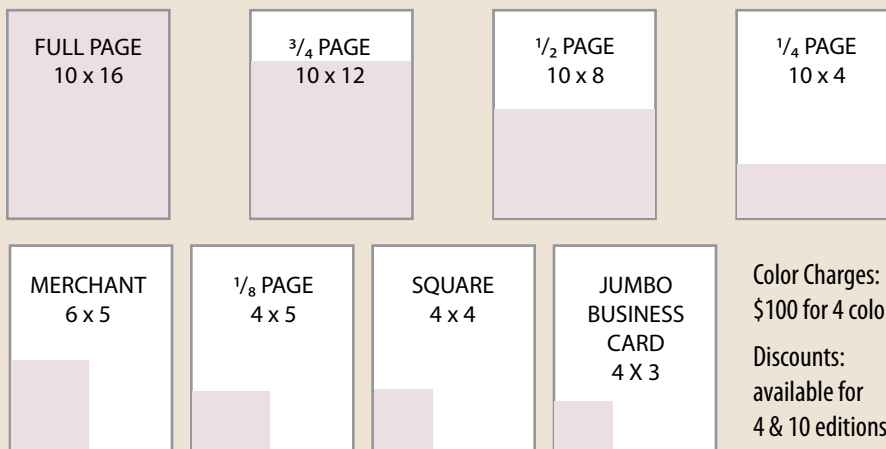 FULL PAGE
10 x 16
³/₄ PAGE
10 x 12
¹/₂ PAGE
10 x 8
¹/₄ PAGE
10 x 4
MERCHANT
6 x 5
¹/₈ PAGE
4 x 5
SQUARE
4 x 4
JUMBO
BUSINESS
CARD
4 X 3
Color Charges:
$100 for 4 colo
Discounts:
available for
4 & 10 editions